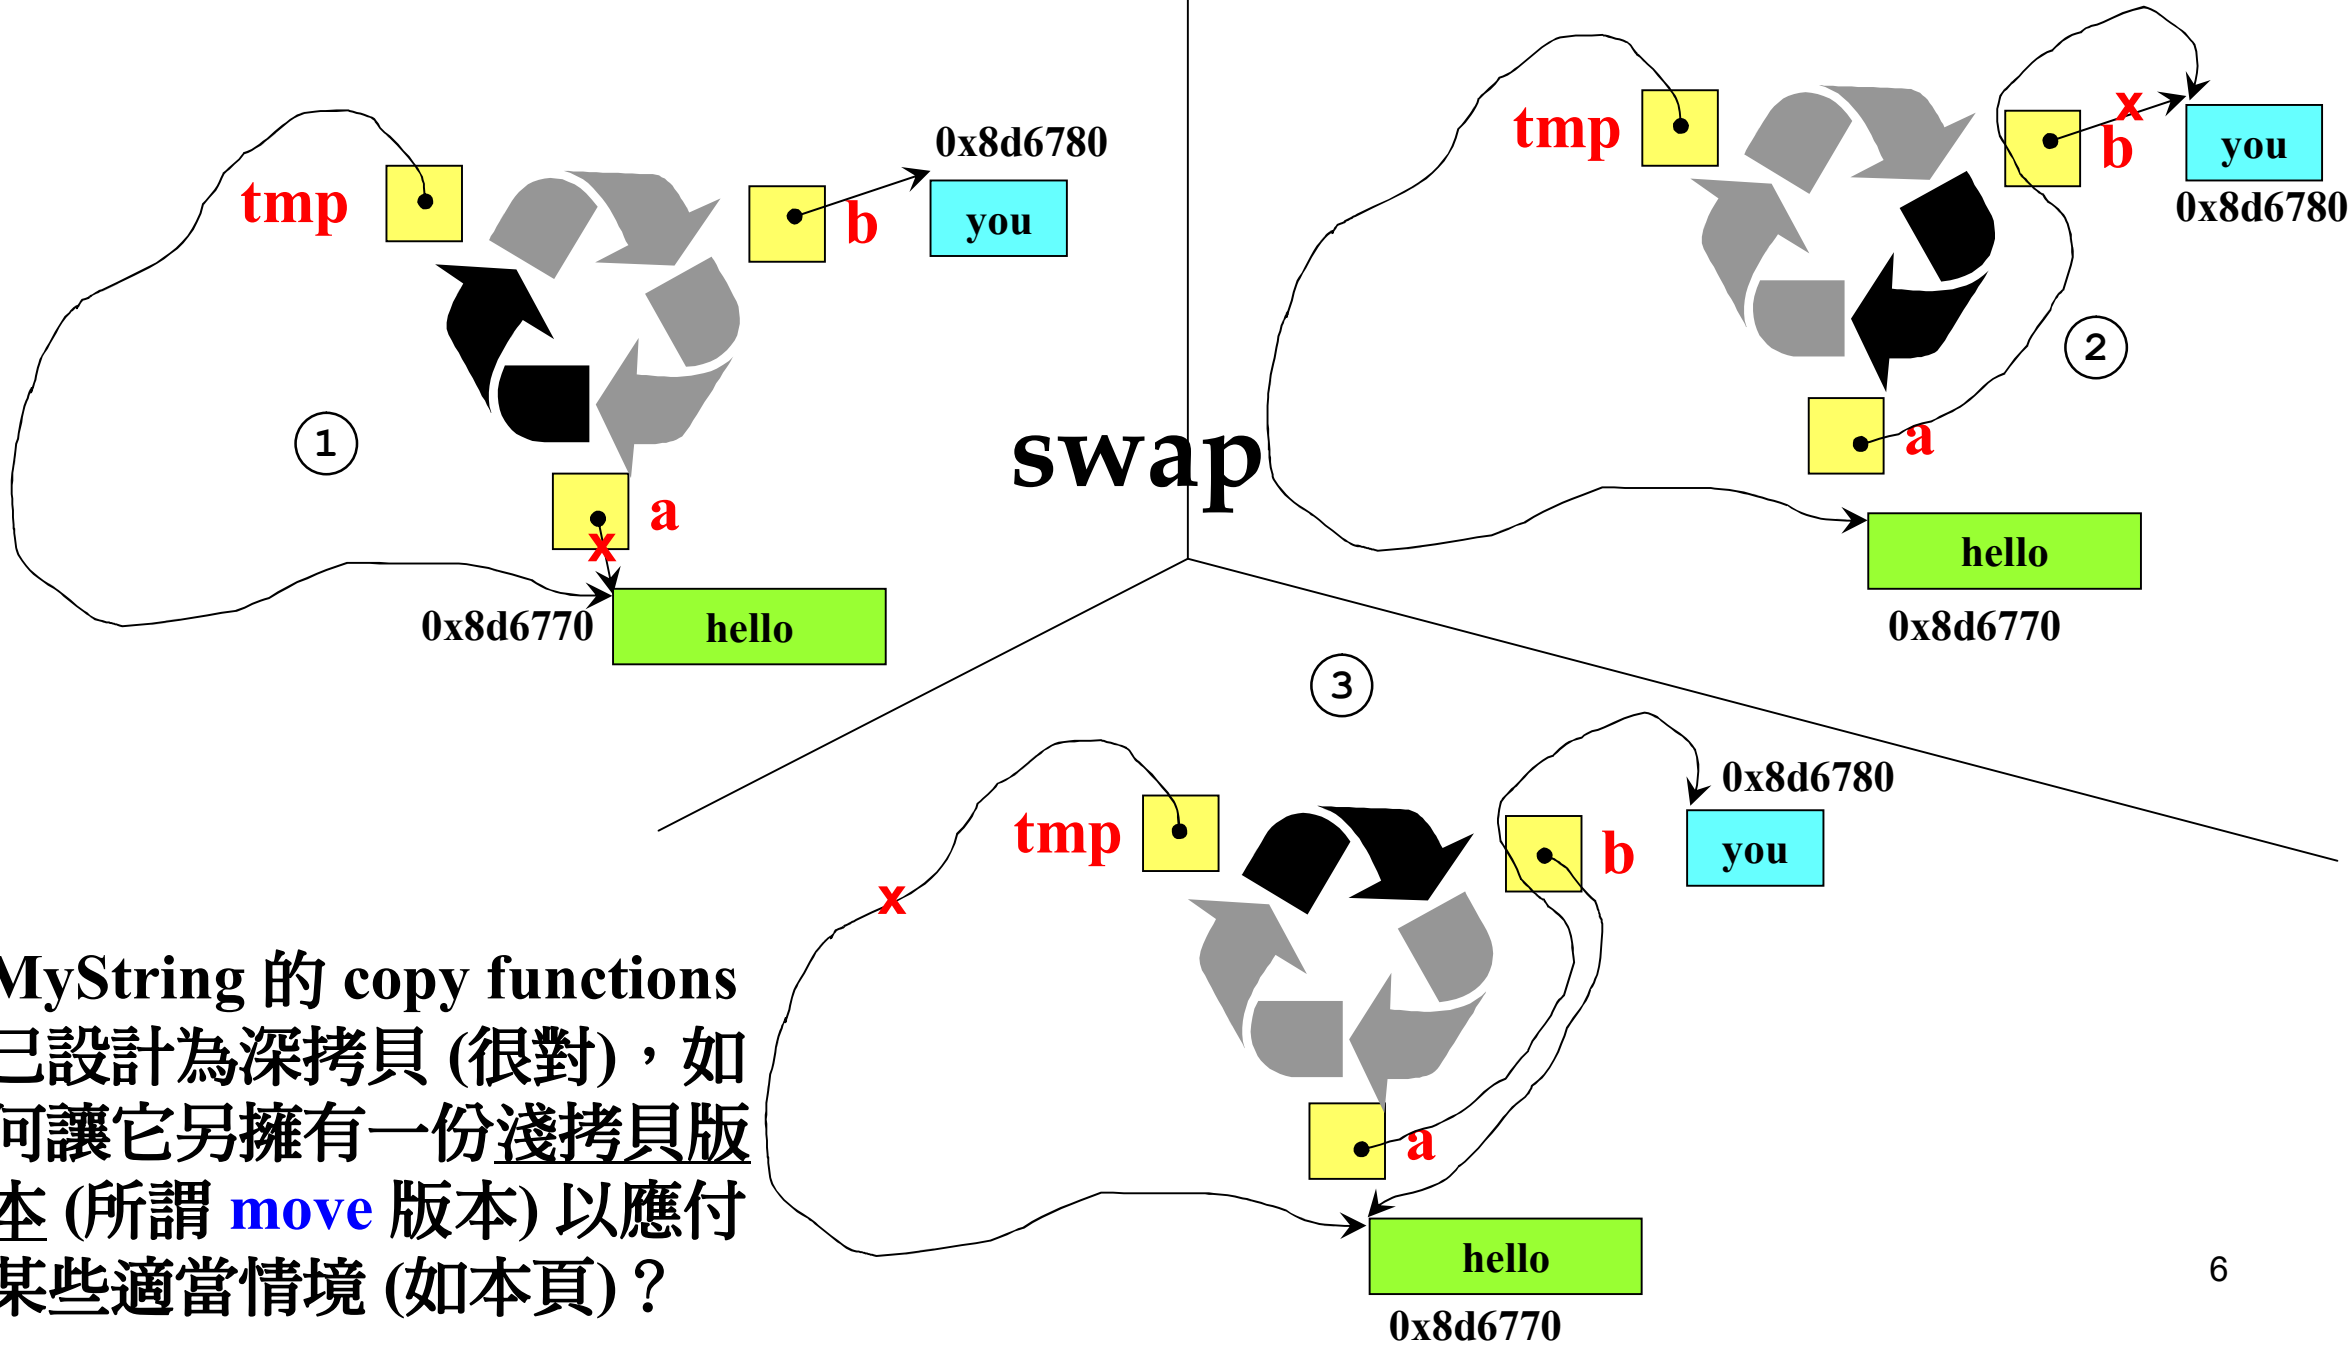 tmp
0x8d6780
b
you
1
a
0x8d6770
hello
swap
tmp
b
you
0x8d6780
2
a
hello
0x8d6770
3
tmp
0x8d6780
b
you
a
hello
0x8d6770
MyString 的 copy functions
已設計為深拷貝 (很對)，如
何讓它另擁有一份淺拷貝版
本 (所謂 move 版本) 以應付
某些適當情境 (如本頁)？
6